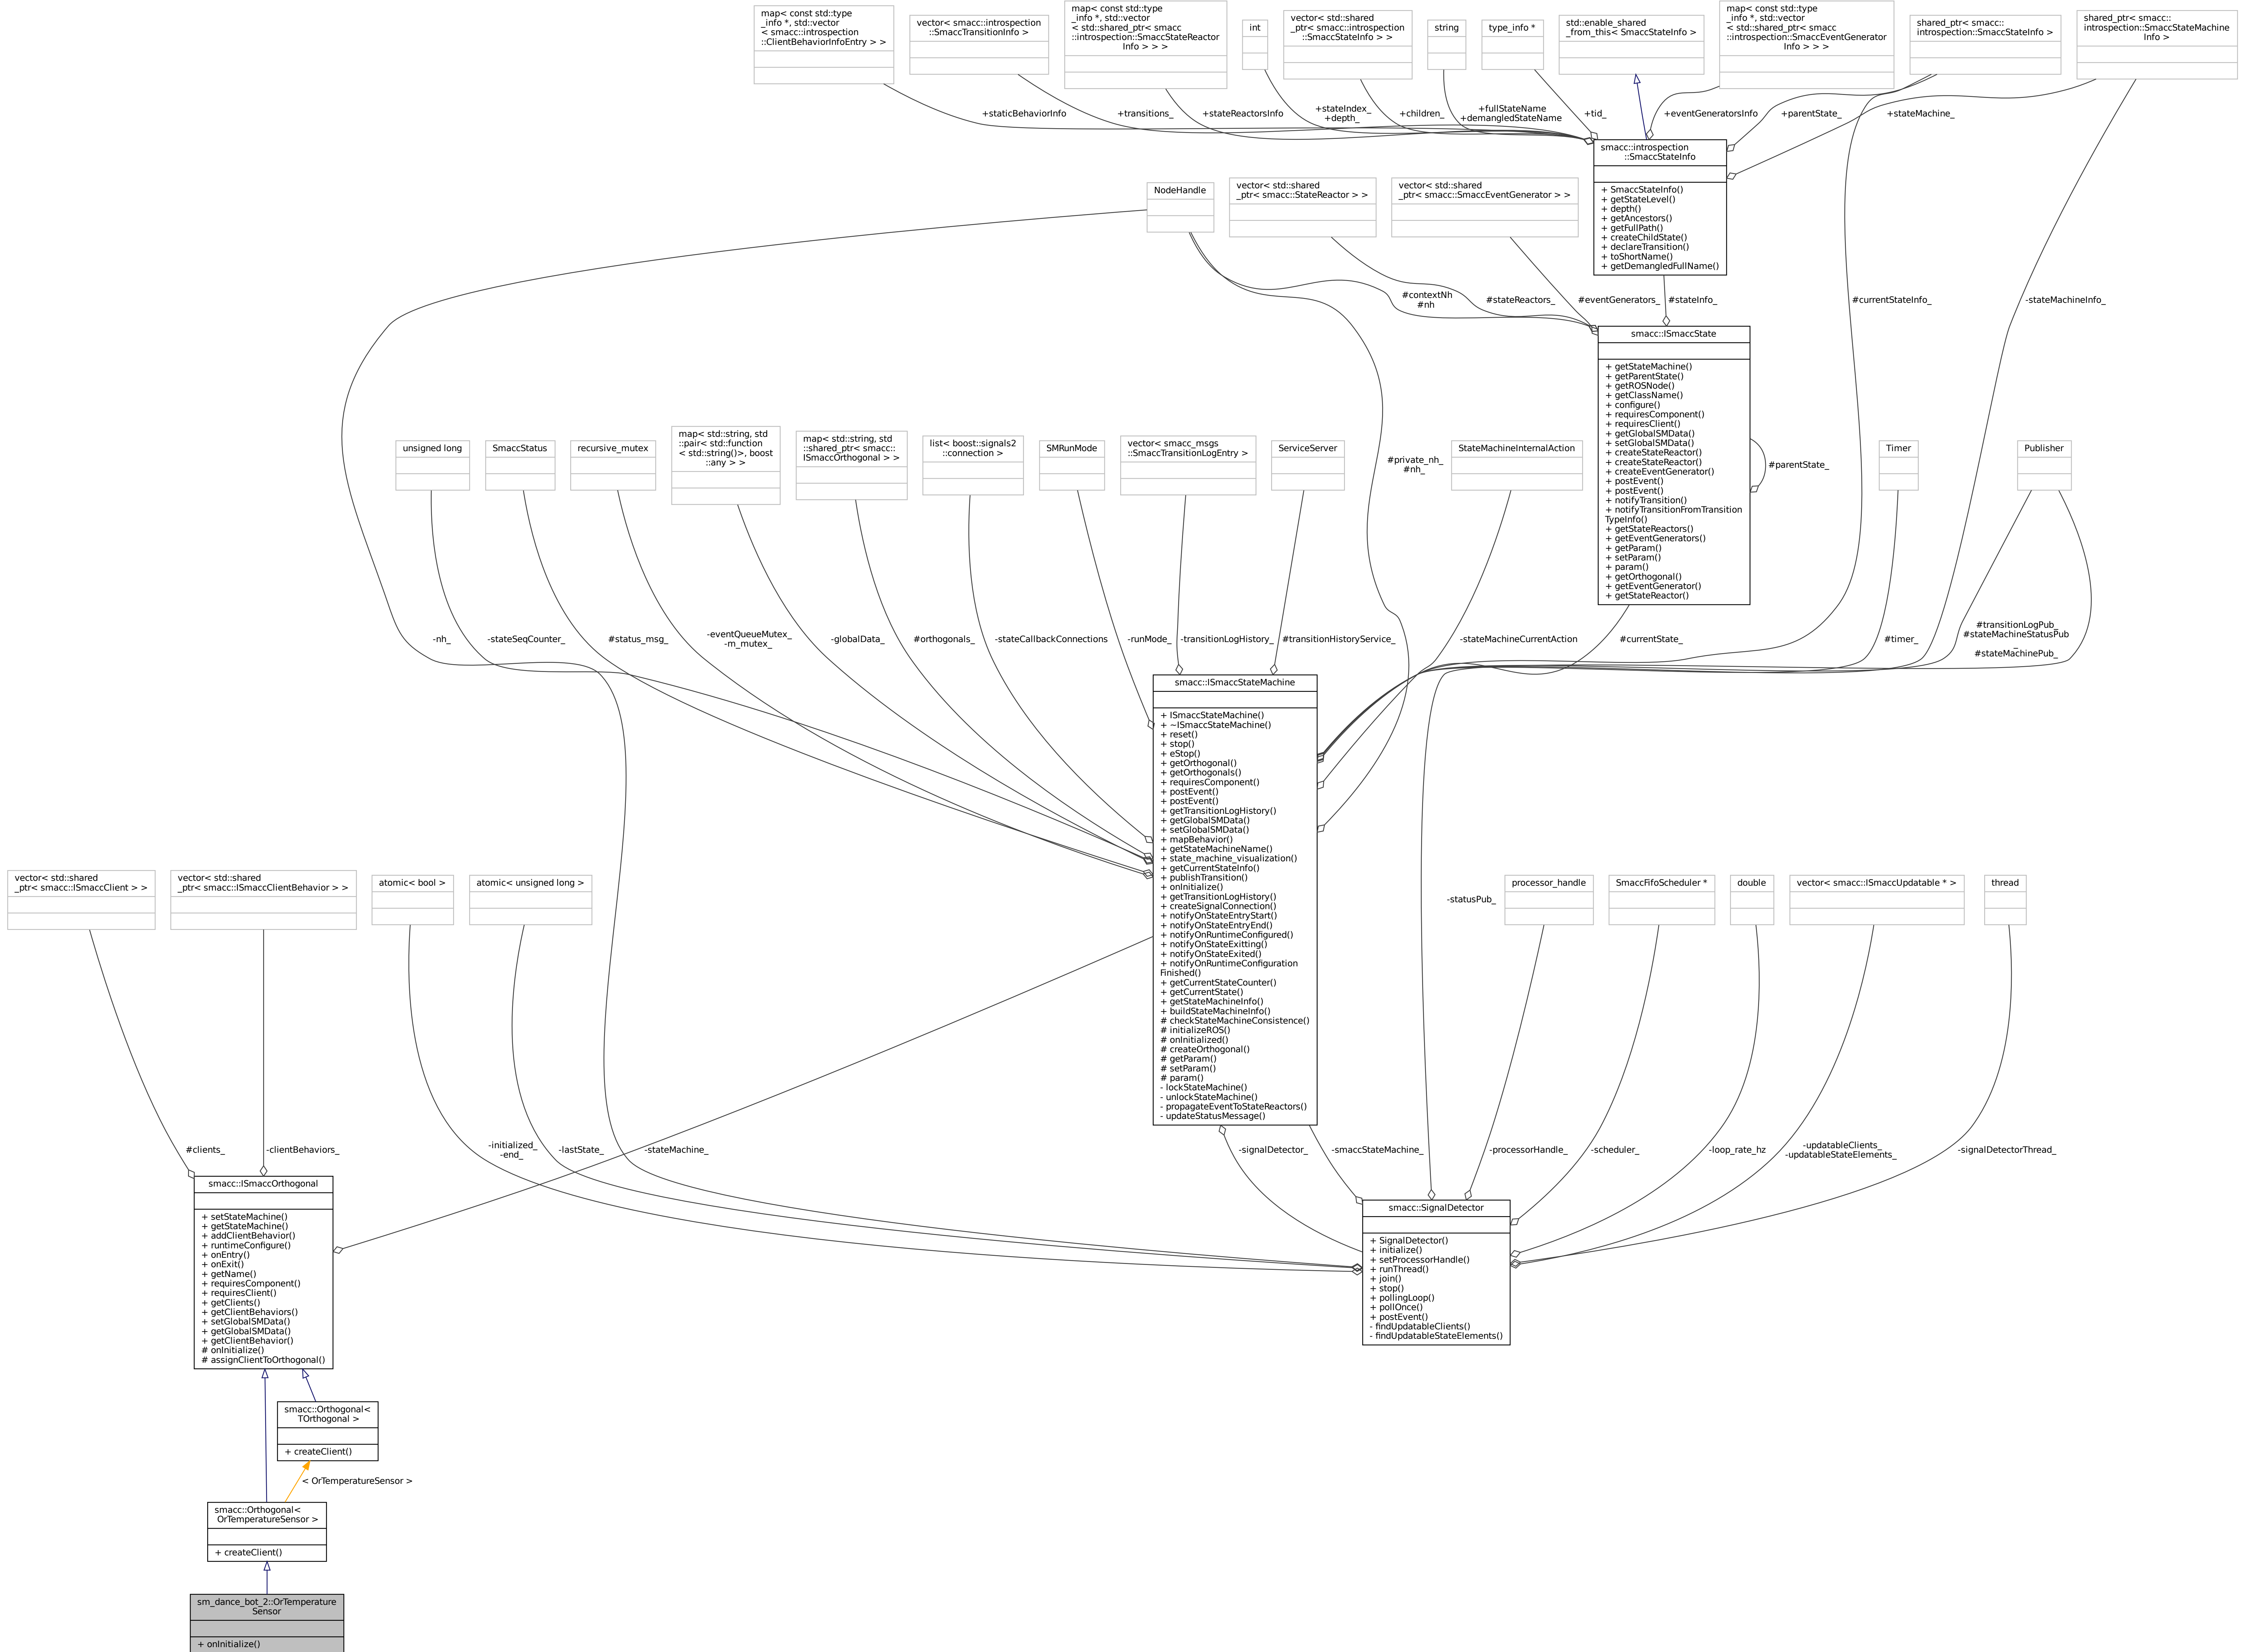 map< const std::type
_info *, std::vector
< smacc::introspection
::ClientBehaviorInfoEntry > >
vector< smacc::introspection
::SmaccTransitionInfo >
map< const std::type
_info *, std::vector
< std::shared_ptr< smacc
::introspection::SmaccStateReactor
Info > > >
int
vector< std::shared
_ptr< smacc::introspection
::SmaccStateInfo > >
string
type_info *
std::enable_shared
_from_this< SmaccStateInfo >
map< const std::type
_info *, std::vector
< std::shared_ptr< smacc
::introspection::SmaccEventGenerator
Info > > >
shared_ptr< smacc::
introspection::SmaccStateInfo >
shared_ptr< smacc::
introspection::SmaccStateMachine
Info >
+staticBehaviorInfo
+transitions_
+stateReactorsInfo
+stateIndex_
+depth_
+children_
+fullStateName
+demangledStateName
+tid_
+eventGeneratorsInfo
+parentState_
+stateMachine_
smacc::introspection
::SmaccStateInfo
+ SmaccStateInfo()
+ getStateLevel()
+ depth()
+ getAncestors()
+ getFullPath()
+ createChildState()
+ declareTransition()
+ toShortName()
+ getDemangledFullName()
NodeHandle
vector< std::shared
_ptr< smacc::StateReactor > >
vector< std::shared
_ptr< smacc::SmaccEventGenerator > >
#contextNh
#nh
#stateReactors_
#eventGenerators_
#stateInfo_
#currentStateInfo_
-stateMachineInfo_
smacc::ISmaccState
+ getStateMachine()
+ getParentState()
+ getROSNode()
+ getClassName()
+ configure()
+ requiresComponent()
+ requiresClient()
+ getGlobalSMData()
+ setGlobalSMData()
+ createStateReactor()
+ createStateReactor()
+ createEventGenerator()
+ postEvent()
+ postEvent()
+ notifyTransition()
+ notifyTransitionFromTransition
TypeInfo()
+ getStateReactors()
+ getEventGenerators()
+ getParam()
+ setParam()
+ param()
+ getOrthogonal()
+ getEventGenerator()
+ getStateReactor()
#parentState_
unsigned long
SmaccStatus
recursive_mutex
map< std::string, std
::pair< std::function
< std::string()>, boost
::any > >
map< std::string, std
::shared_ptr< smacc::
ISmaccOrthogonal > >
list< boost::signals2
::connection >
SMRunMode
vector< smacc_msgs
::SmaccTransitionLogEntry >
ServiceServer
#private_nh_
#nh_
StateMachineInternalAction
Timer
Publisher
-nh_
-stateSeqCounter_
#status_msg_
-eventQueueMutex_
-m_mutex_
-globalData_
#orthogonals_
-stateCallbackConnections
-runMode_
-transitionLogHistory_
#transitionHistoryService_
-stateMachineCurrentAction
#currentState_
#timer_
#transitionLogPub_
#stateMachineStatusPub
_
#stateMachinePub_
smacc::ISmaccStateMachine
+ ISmaccStateMachine()
+ ~ISmaccStateMachine()
+ reset()
+ stop()
+ eStop()
+ getOrthogonal()
+ getOrthogonals()
+ requiresComponent()
+ postEvent()
+ postEvent()
+ getTransitionLogHistory()
+ getGlobalSMData()
+ setGlobalSMData()
+ mapBehavior()
+ getStateMachineName()
+ state_machine_visualization()
+ getCurrentStateInfo()
+ publishTransition()
+ onInitialize()
+ getTransitionLogHistory()
+ createSignalConnection()
+ notifyOnStateEntryStart()
+ notifyOnStateEntryEnd()
+ notifyOnRuntimeConfigured()
+ notifyOnStateExitting()
+ notifyOnStateExited()
+ notifyOnRuntimeConfiguration
Finished()
+ getCurrentStateCounter()
+ getCurrentState()
+ getStateMachineInfo()
+ buildStateMachineInfo()
# checkStateMachineConsistence()
# initializeROS()
# onInitialized()
# createOrthogonal()
# getParam()
# setParam()
# param()
- lockStateMachine()
- unlockStateMachine()
- propagateEventToStateReactors()
- updateStatusMessage()
vector< std::shared
_ptr< smacc::ISmaccClient > >
vector< std::shared
_ptr< smacc::ISmaccClientBehavior > >
atomic< bool >
atomic< unsigned long >
-statusPub_
processor_handle
SmaccFifoScheduler *
double
vector< smacc::ISmaccUpdatable * >
thread
#clients_
-clientBehaviors_
-initialized_
-end_
-lastState_
-stateMachine_
-signalDetector_
-smaccStateMachine_
-processorHandle_
-scheduler_
-loop_rate_hz
-updatableClients_
-updatableStateElements_
-signalDetectorThread_
smacc::ISmaccOrthogonal
+ setStateMachine()
+ getStateMachine()
+ addClientBehavior()
+ runtimeConfigure()
+ onEntry()
+ onExit()
+ getName()
+ requiresComponent()
+ requiresClient()
+ getClients()
+ getClientBehaviors()
+ setGlobalSMData()
+ getGlobalSMData()
+ getClientBehavior()
# onInitialize()
# assignClientToOrthogonal()
smacc::SignalDetector
+ SignalDetector()
+ initialize()
+ setProcessorHandle()
+ runThread()
+ join()
+ stop()
+ pollingLoop()
+ pollOnce()
+ postEvent()
- findUpdatableClients()
- findUpdatableStateElements()
smacc::Orthogonal<
TOrthogonal >
+ createClient()
< OrTemperatureSensor >
smacc::Orthogonal<
OrTemperatureSensor >
+ createClient()
sm_dance_bot_2::OrTemperature
Sensor
+ onInitialize()